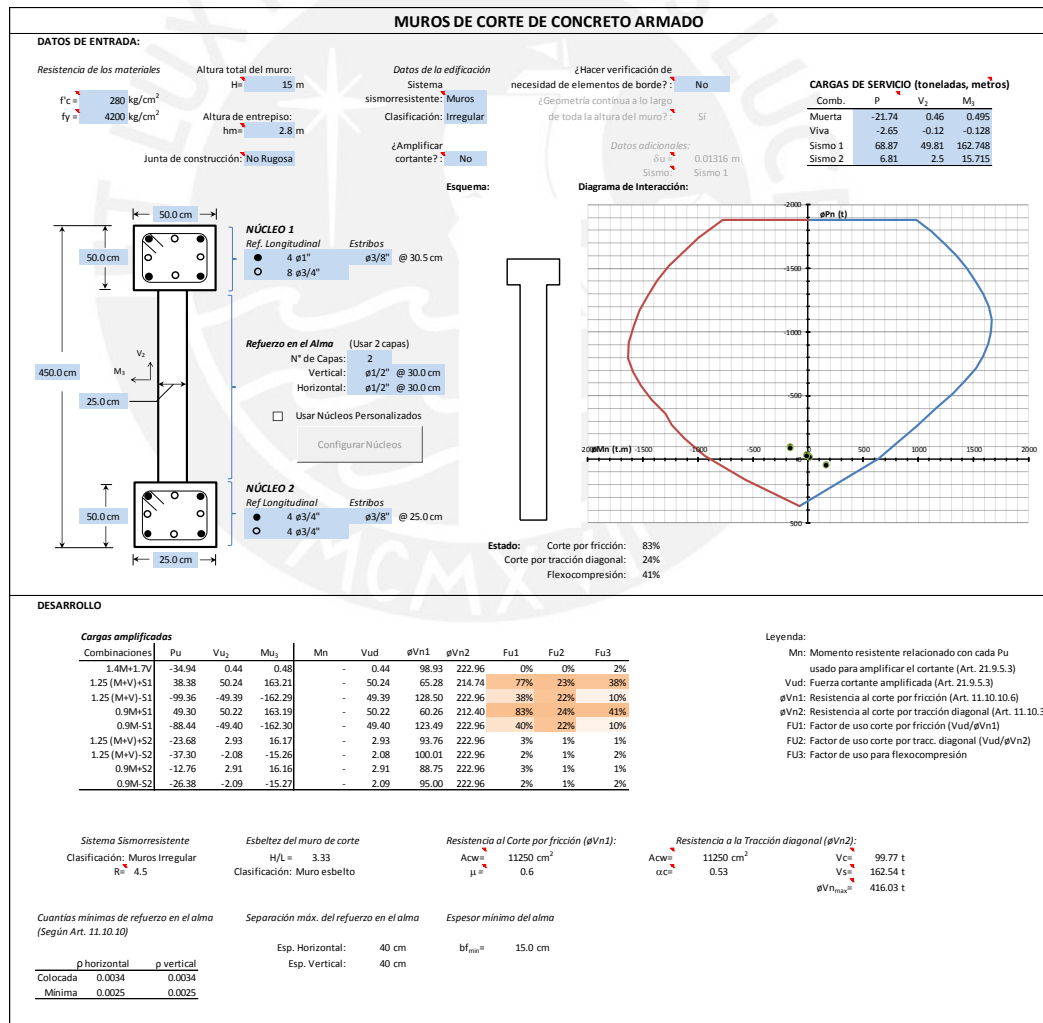 MUROS DE CORTE DE CONCRETO ARMADO
DATOS DE ENTRADA:
Resistencia de los materiales
f'c = 280 kg/cm²
fy = 4200 kg/cm²
Altura total del muro:
H= 15 m
Altura de entrepiso:
hm= 2.8 m
Junta de construcción: No Rugosa
Datos de la edificación
Sistema
sismorresistente: Muros
Clasificación: Irregular
¿Amplificar
cortante? : No
¿Hacer verificación de
necesidad de elementos de borde? : No
¿Geometría continua a lo largo
de toda la altura del muro? : Sí
Datos adicionales:
δu = 0.01316 m
Sismo: Sismo 1
CARGAS DE SERVICIO (toneladas, metros)
Comb. P V₂ M₃
Muerta -21.74 0.46 0.495
Viva -2.65 -0.12 -0.128
Sismo 1 68.87 49.81 162.748
Sismo 2 6.81 2.5 15.715
Esquema:
Diagrama de Interacción:
50.0 cm
50.0 cm
450.0 cm
V₂
M₃
25.0 cm
50.0 cm
25.0 cm
NÚCLEO 1
Ref. Longitudinal Estribos
4 ø1" ø3/8" @ 30.5 cm
8 ø3/4"
Refuerzo en el Alma (Usar 2 capas)
N° de Capas: 2
Vertical: ø1/2" @ 30.0 cm
Horizontal: ø1/2" @ 30.0 cm
Usar Núcleos Personalizados
Configurar Núcleos
NÚCLEO 2
Ref Longitudinal Estribos
4 ø3/4" ø3/8" @ 25.0 cm
4 ø3/4"
-2000
øPn (t)
-1500
-1000
-500
øMn (t.m)
-1500 -1000 -500 0 500 1000 1500 2000
500
Estado: Corte por fricción: 83%
Corte por tracción diagonal: 24%
Flexocompresión: 41%
DESARROLLO
Cargas amplificadas
Combinaciones Pu Vu₂ Mu₃ Mn Vud øVn1 øVn2 Fu1 Fu2 Fu3
1.4M+1.7V -34.94 0.44 0.48 - 0.44 98.93 222.96 0% 0% 2%
1.25 (M+V)+S1 38.38 50.24 163.21 - 50.24 65.28 214.74 77% 23% 38%
1.25 (M+V)-S1 -99.36 -49.39 -162.29 - 49.39 128.50 222.96 38% 22% 10%
0.9M+S1 49.30 50.22 163.19 - 50.22 60.26 212.40 83% 24% 41%
0.9M-S1 -88.44 -49.40 -162.30 - 49.40 123.49 222.96 40% 22% 10%
1.25 (M+V)+S2 -23.68 2.93 16.17 - 2.93 93.76 222.96 3% 1% 1%
1.25 (M+V)-S2 -37.30 -2.08 -15.26 - 2.08 100.01 222.96 2% 1% 2%
0.9M+S2 -12.76 2.91 16.16 - 2.91 88.75 222.96 3% 1% 1%
0.9M-S2 -26.38 -2.09 -15.27 - 2.09 95.00 222.96 2% 1% 2%
Leyenda:
Mn: Momento resistente relacionado con cada Pu
usado para amplificar el cortante (Art. 21.9.5.3)
Vud: Fuerza cortante amplificada (Art. 21.9.5.3)
øVn1: Resistencia al corte por fricción (Art. 11.10.10.6)
øVn2: Resistencia al corte por tracción diagonal (Art. 11.10.3
FU1: Factor de uso corte por fricción (Vud/øVn1)
FU2: Factor de uso corte por tracc. diagonal (Vud/øVn2)
FU3: Factor de uso para flexocompresión
Sistema Sismorresistente
Clasificación: Muros Irregular
R= 4.5
Esbeltez del muro de corte
H/L = 3.33
Clasificación: Muro esbelto
Resistencia al Corte por fricción (øVn1):
Acw= 11250 cm²
μ = 0.6
Resistencia a la Tracción diagonal (øVn2):
Acw= 11250 cm² Vc= 99.77 t
αc= 0.53 Vs= 162.54 t
øVnmax= 416.03 t
Cuantías mínimas de refuerzo en el alma
(Según Art. 11.10.10)
ρ horizontal ρ vertical
Colocada 0.0034 0.0034
Mínima 0.0025 0.0025
Separación máx. del refuerzo en el alma
Esp. Horizontal: 40 cm
Esp. Vertical: 40 cm
Espesor mínimo del alma
bfmin= 15.0 cm